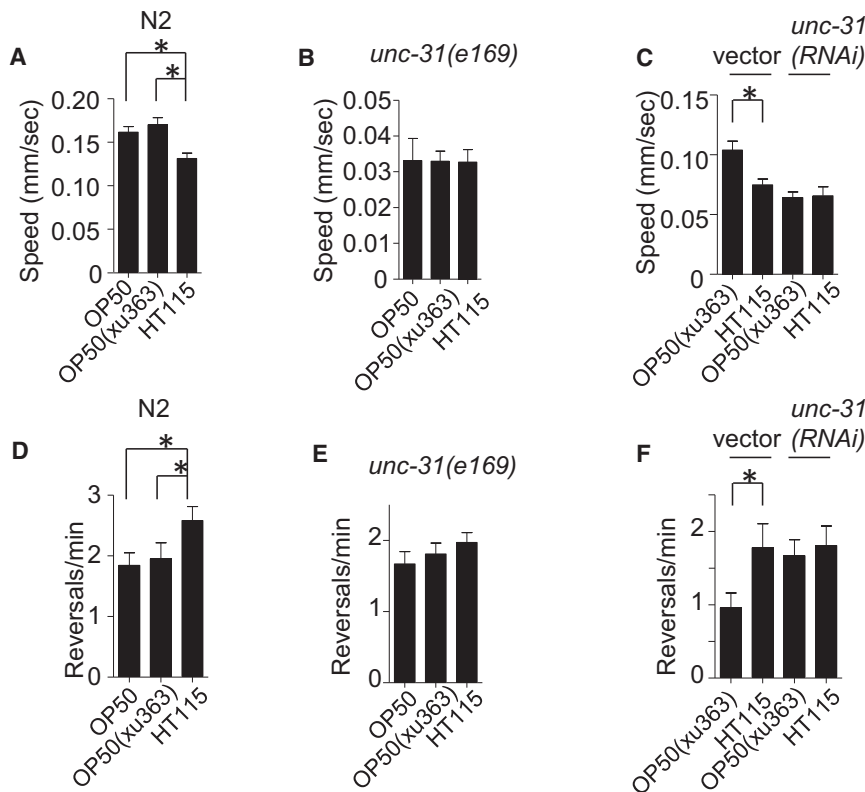 A
N2
*
*
Speed (mm/sec)
0.20
0.15
0.10
0.05
0
OP50
OP50(xu363)
HT115
B
unc-31(e169)
Speed (mm/sec)
0.05
0.04
0.03
0.02
0.01
0
OP50
OP50(xu363)
HT115
C
unc-31
vector (RNAi)
*
Speed (mm/sec)
0.15
0.10
0.05
0
OP50(xu363)
HT115
OP50(xu363)
HT115
D
N2
*
*
Reversals/min
3
2
1
0
OP50
OP50(xu363)
HT115
E
unc-31(e169)
Reversals/min
2
1
0
OP50
OP50(xu363)
HT115
F
unc-31
vector (RNAi)
*
Reversals/min
2
1
0
OP50(xu363)
HT115
OP50(xu363)
HT115